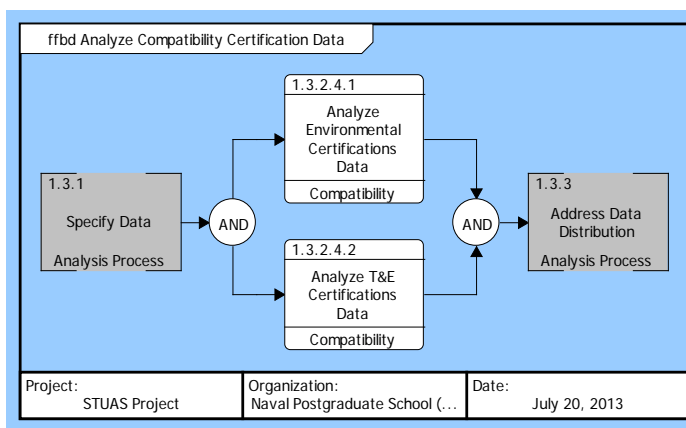 ffbd Analyze Compatibility Certification Data
1.3.2.4.1
Analyze
Environmental
Certifications
Data
Compatibility
1.3.1
Specify Data
Analysis Process
AND
AND
1.3.3
Address Data
Distribution
Analysis Process
1.3.2.4.2
Analyze T&E
Certifications
Data
Compatibility
Project:
STUAS Project
Organization:
Naval Postgraduate School (...
Date:
July 20, 2013